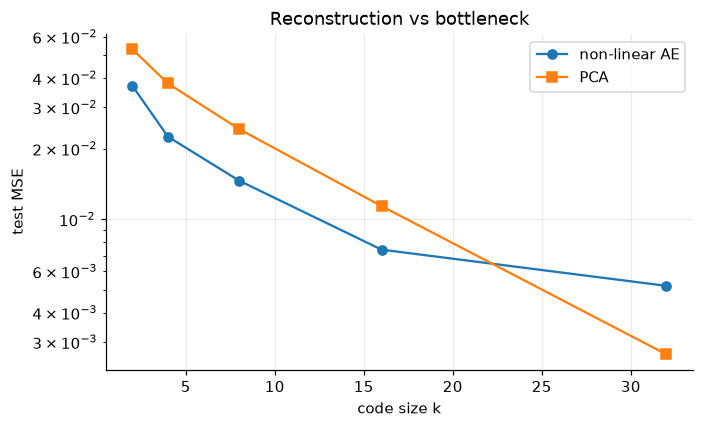 Reconstruction vs bottleneck
non-linear AE
PCA
6 × 10⁻²
4 × 10⁻²
3 × 10⁻²
2 × 10⁻²
10⁻²
6 × 10⁻³
4 × 10⁻³
3 × 10⁻³
test MSE
5 10 15 20 25 30
code size k